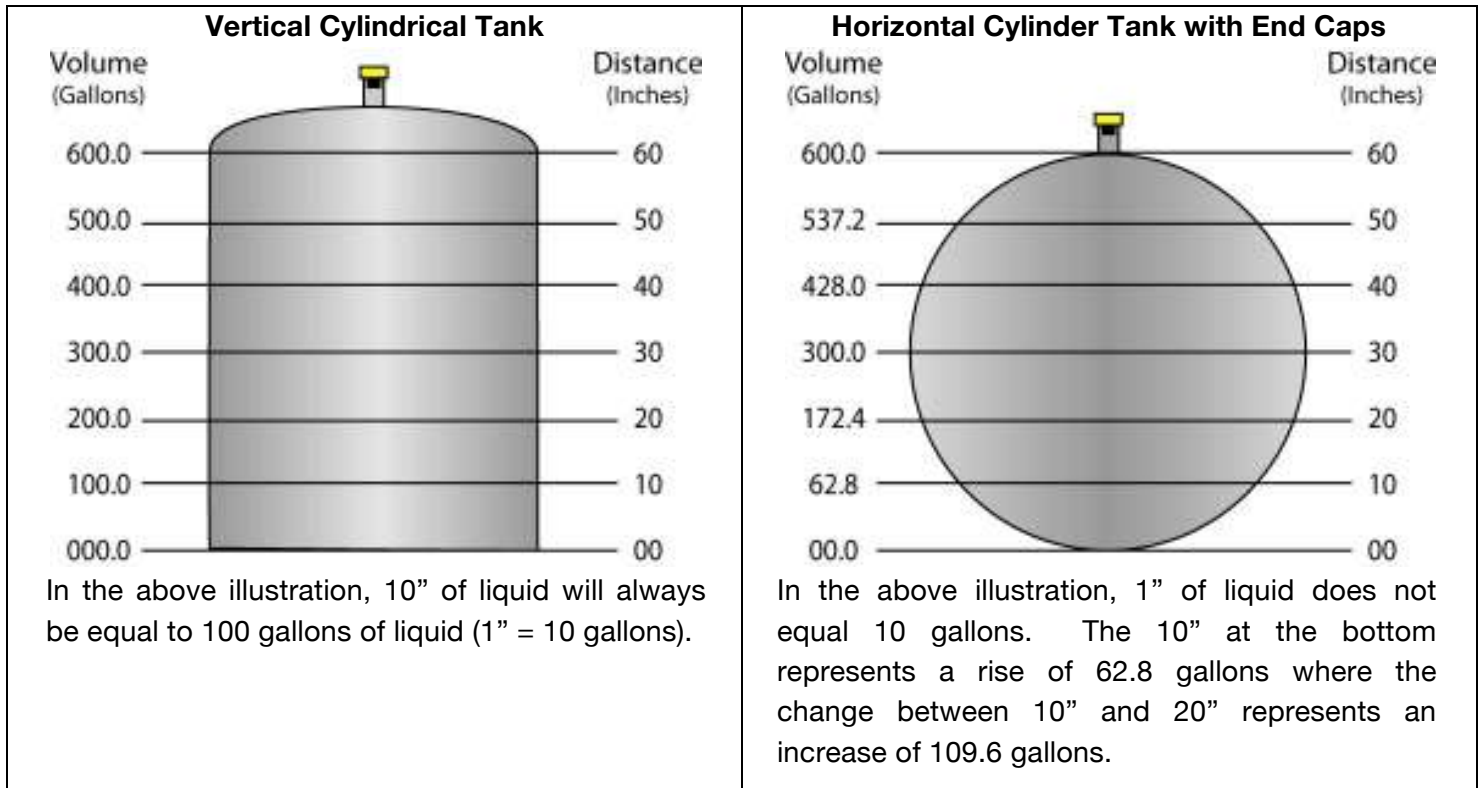 Vertical Cylindrical Tank
Volume
(Gallons)
Distance
(Inches)
600.0 60
500.0 50
400.0 40
300.0 30
200.0 20
100.0 10
000.0 00
In the above illustration, 10” of liquid will always
be equal to 100 gallons of liquid (1” = 10 gallons).
Horizontal Cylinder Tank with End Caps
Volume
(Gallons)
Distance
(Inches)
600.0 60
537.2 50
428.0 40
300.0 30
172.4 20
62.8 10
00.0 00
In the above illustration, 1” of liquid does not
equal 10 gallons. The 10” at the bottom
represents a rise of 62.8 gallons where the
change between 10” and 20” represents an
increase of 109.6 gallons.